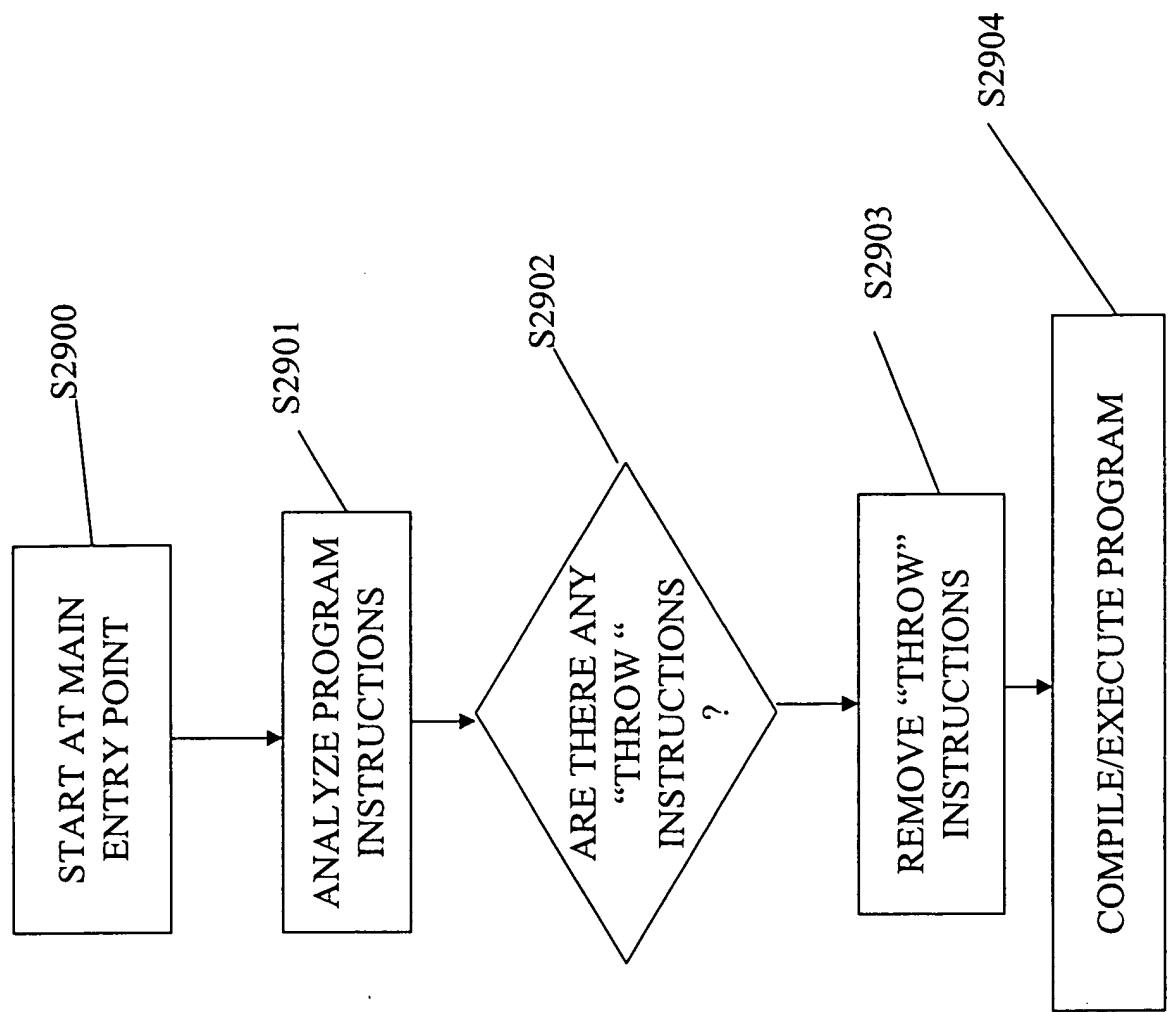 START AT MAIN
ENTRY POINT
S2900
ANALYZE PROGRAM
INSTRUCTIONS
S2901
ARE THERE ANY
“THROW “
INSTRUCTIONS
?
S2902
REMOVE “THROW”
INSTRUCTIONS
S2903
COMPILE/EXECUTE PROGRAM
S2904